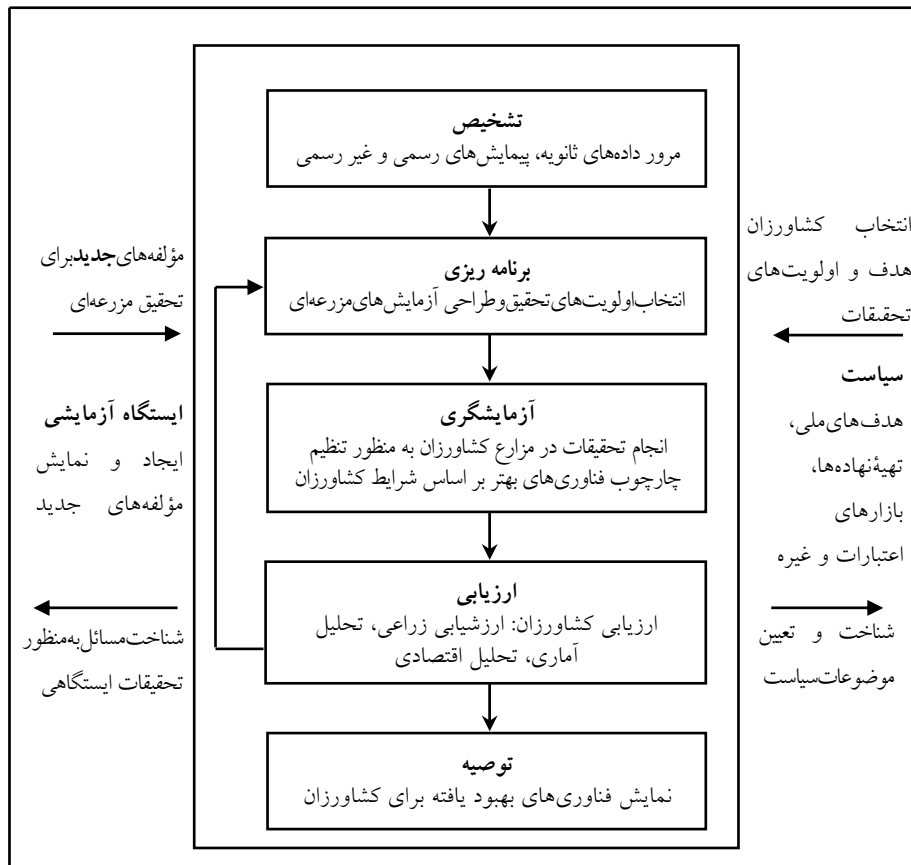 تشخیص
مرور داده‌های ثانویه، پیمایش‌های رسمی و غیر رسمی
برنامه ریزی
انتخاب اولویت‌های تحقیق و طراحی آزمایش‌های مزرعه‌ای
آزمایشگری
انجام تحقیقات در مزارع کشاورزان به منظور تنظیم
چارچوب فناوری‌های بهتر بر اساس شرایط کشاورزان
ارزیابی
ارزیابی کشاورزان: ارزشیابی زراعی، تحلیل
آماری، تحلیل اقتصادی
توصیه
نمایش فناوری‌های بهبود یافته برای کشاورزان
انتخاب کشاورزان
هدف و اولویت‌های
تحقیقات
سیاست
هدف‌های ملی،
تهیۀ نهاده‌ها،
بازارهای
اعتبارات و غیره
شناخت و تعیین
موضوعات سیاست
مؤلفه‌های جدید برای
تحقیق مزرعه‌ای
ایستگاه آزمایشی
ایجاد و نمایش
مؤلفه‌های جدید
شناخت مسائل به منظور
تحقیقات ایستگاهی